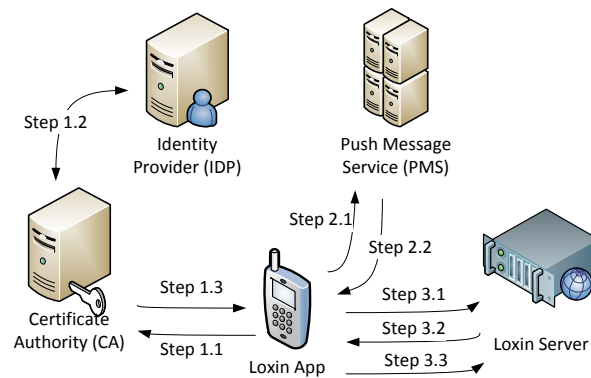 Step 1.2
Identity
Provider (IDP)
Push Message
Service (PMS)
Step 2.1
Step 2.2
Certificate
Authority (CA)
Step 1.3
Step 1.1
Loxin App
Step 3.1
Step 3.2
Step 3.3
Loxin Server